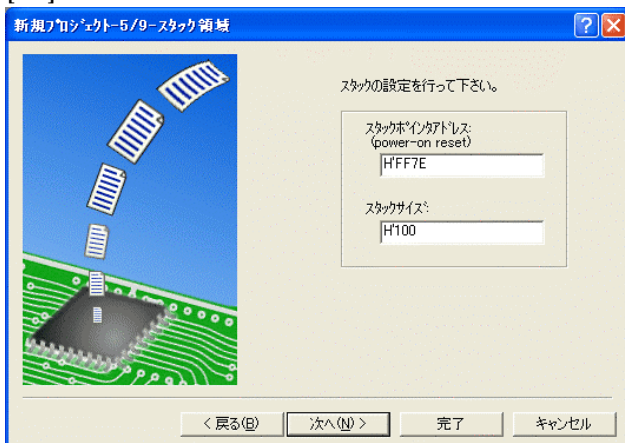 新規プロジェクト-5/9-スタック領域
スタックの設定を行って下さい。
スタックポインタアドレス:
(power-on reset)
H'FF7E
スタックサイズ:
H'100
< 戻る(B)
次へ(N) >
完了
キャンセル